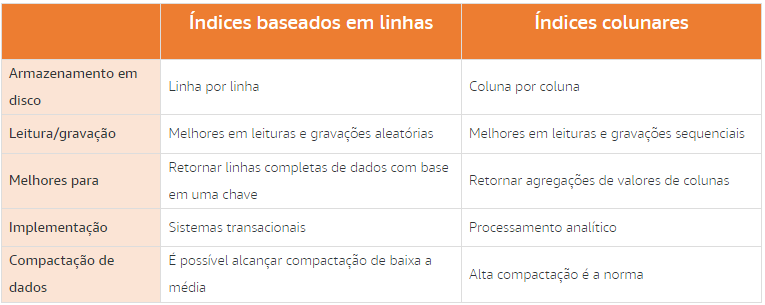 Índices baseados em linhas Índices colunares
Armazenamento em disco Linha por linha Coluna por coluna
Leitura/gravação Melhores em leituras e gravações aleatórias Melhores em leituras e gravações sequenciais
Melhores para Retornar linhas completas de dados com base em uma chave Retornar agregações de valores de colunas
Implementação Sistemas transacionais Processamento analítico
Compactação de dados É possível alcançar compactação de baixa a média Alta compactação é a norma